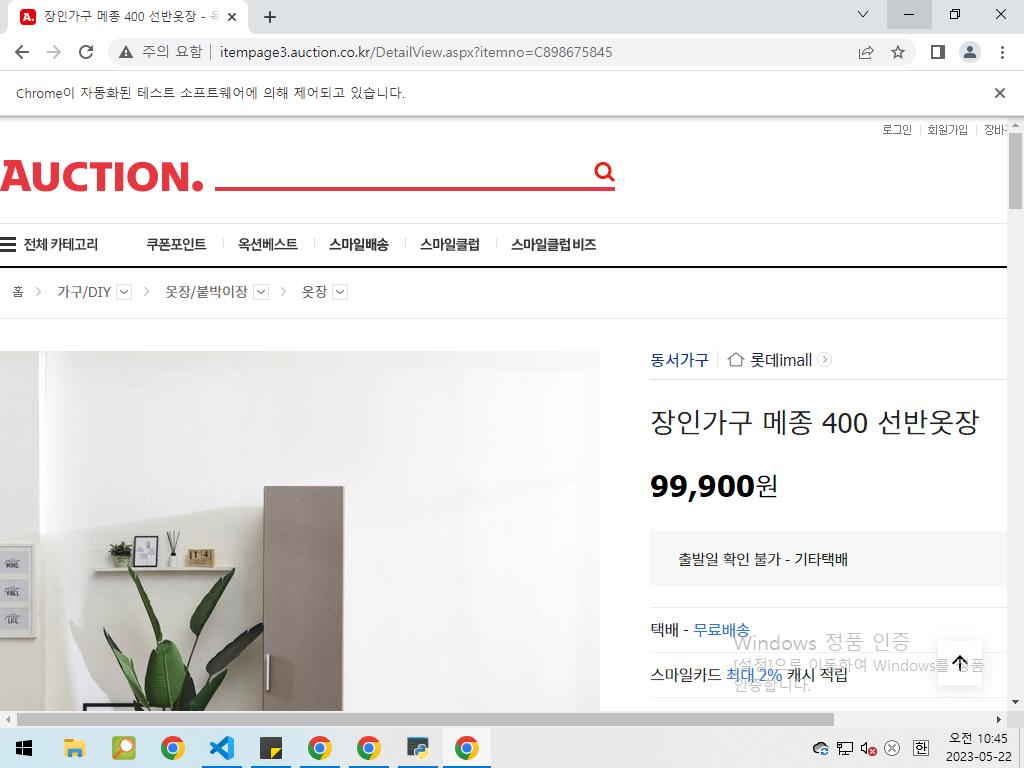 장인가구 메종 400 선반옷장 - 옥
주의 요함
itempage3.auction.co.kr/DetailView.aspx?itemno=C898675845
Chrome이 자동화된 테스트 소프트웨어에 의해 제어되고 있습니다.
로그인 회원가입 장바구
AUCTION.
전체 카테고리 쿠폰포인트 옥션베스트 스마일배송 스마일클럽 스마일클럽 비즈
홈 가구/DIY 옷장/붙박이장 옷장
동서가구 롯데imall
장인가구 메종 400 선반옷장
99,900원
출발일 확인 불가 - 기타택배
택배 - 무료배송
스마일카드 최대 2% 캐시 적립
Windows 정품 인증
[설정]으로 이동하여 Windows를 정품
인증합니다.
MIND.
VIBES.
LIFE.
14
한
오전 10:45
2023-05-22